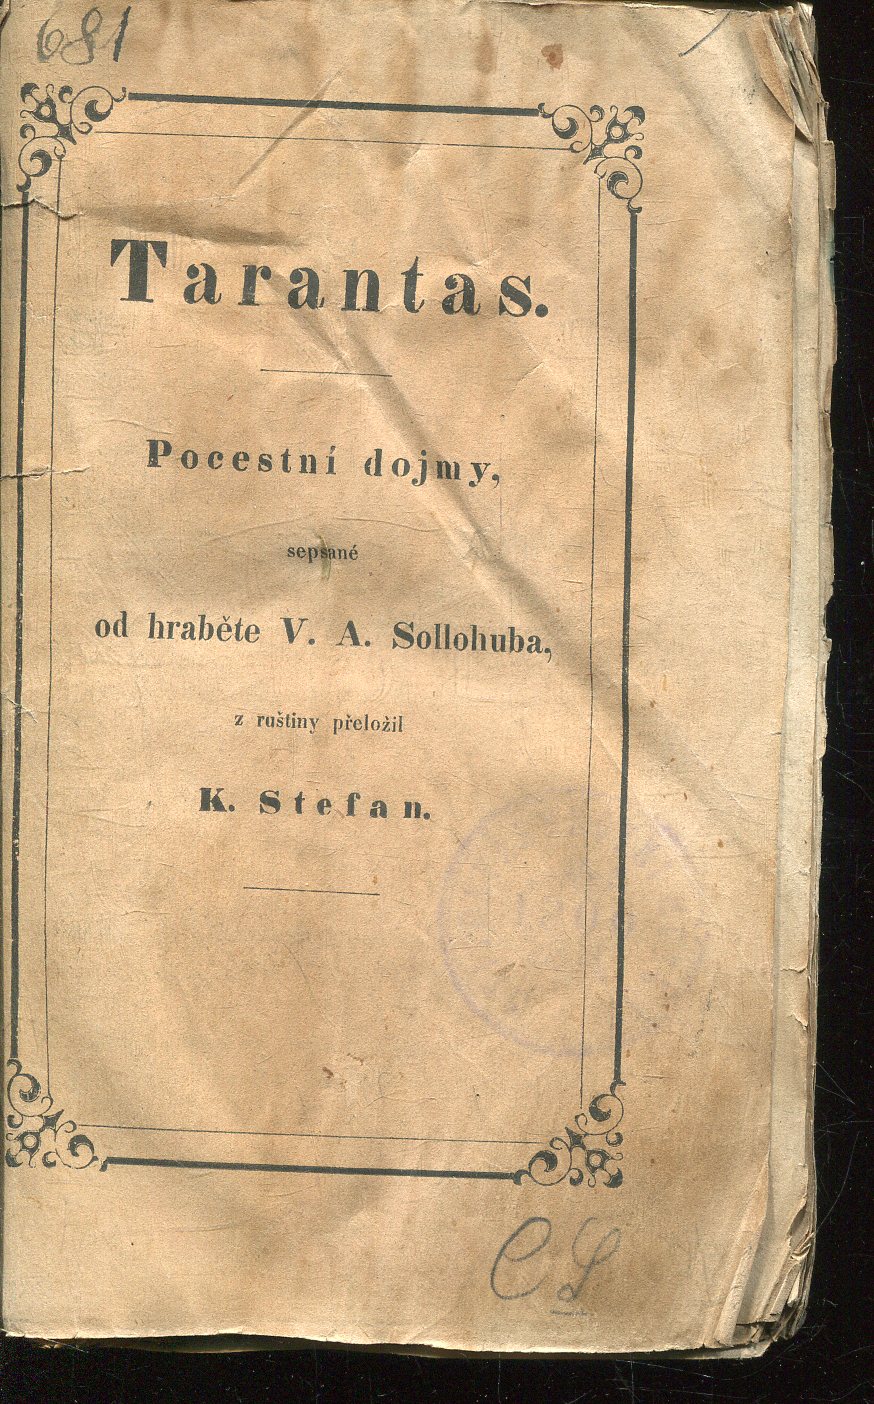 681
Tarantas.
Pocestní dojmy,
sepsané
od hraběte V. A. Sollohuba,
z ruštiny přeložil
K. Stefan.